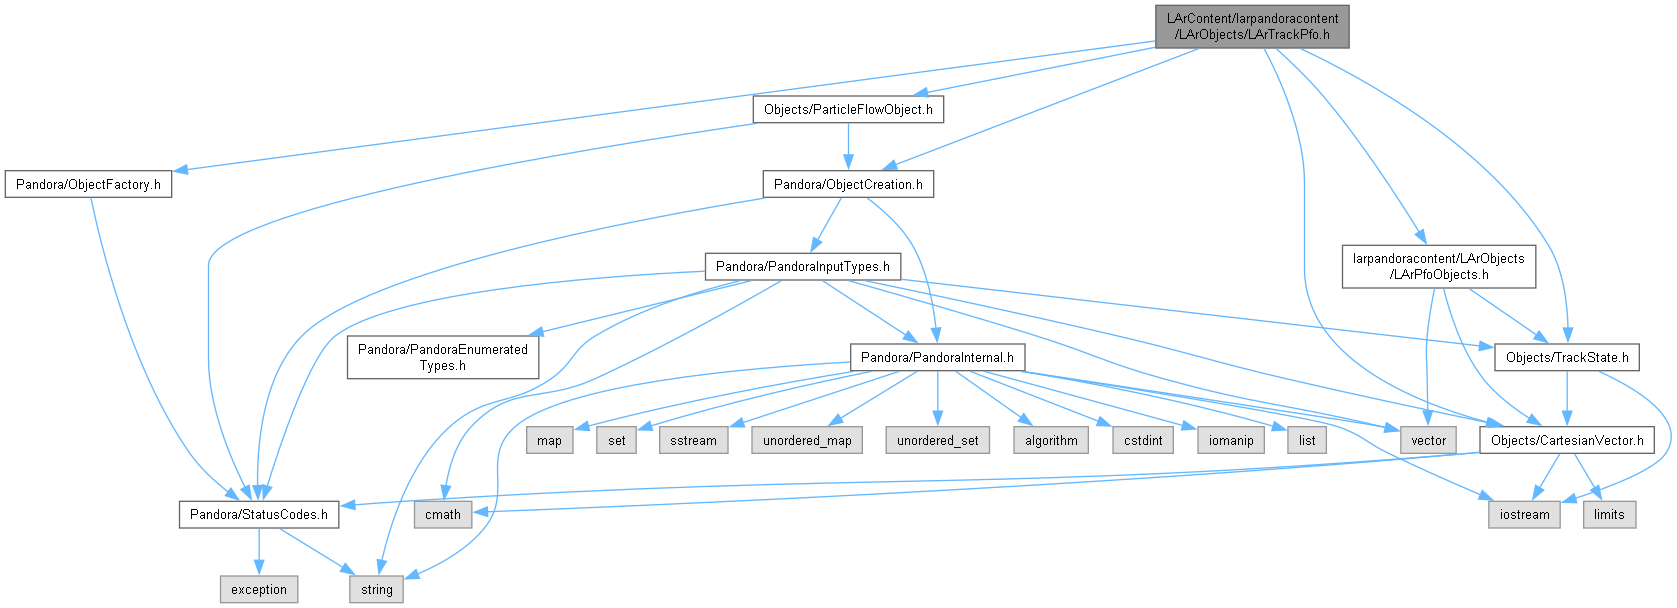 LArContent/larpandoracontent
/LArObjects/LArTrackPfo.h
Objects/ParticleFlowObject.h
Pandora/ObjectFactory.h
Pandora/ObjectCreation.h
larpandoracontent/LArObjects
/LArPfoObjects.h
Pandora/PandoraInputTypes.h
Pandora/PandoraEnumerated
Types.h
Pandora/PandoraInternal.h
Objects/TrackState.h
map
set
sstream
unordered_map
unordered_set
algorithm
cstdint
iomanip
list
vector
Objects/CartesianVector.h
Pandora/StatusCodes.h
cmath
iostream
limits
exception
string